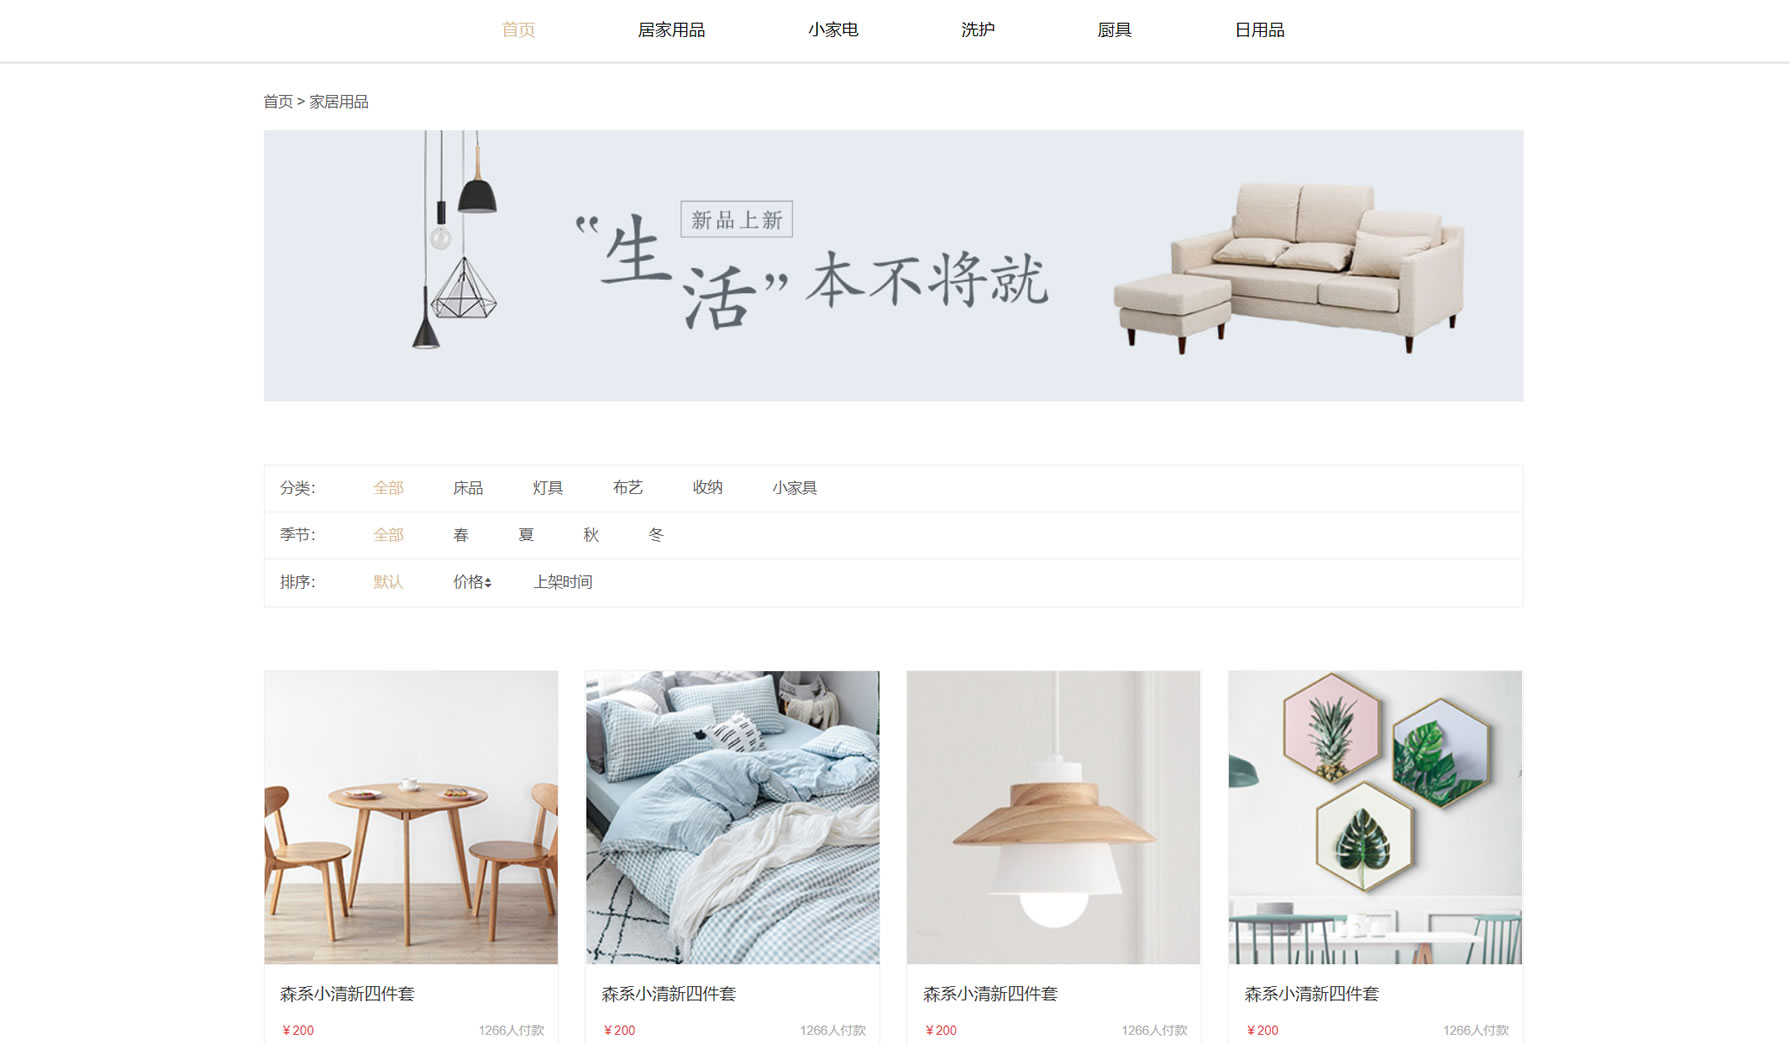 首页 居家用品 小家电 洗护 厨具 日用品
首页 > 家居用品
新品上新
“生活”本不将就
分类： 全部 床品 灯具 布艺 收纳 小家具
季节： 全部 春 夏 秋 冬
排序： 默认 价格 上架时间
森系小清新四件套 森系小清新四件套 森系小清新四件套 森系小清新四件套
￥200 1266人付款 ￥200 1266人付款 ￥200 1266人付款 ￥200 1266人付款